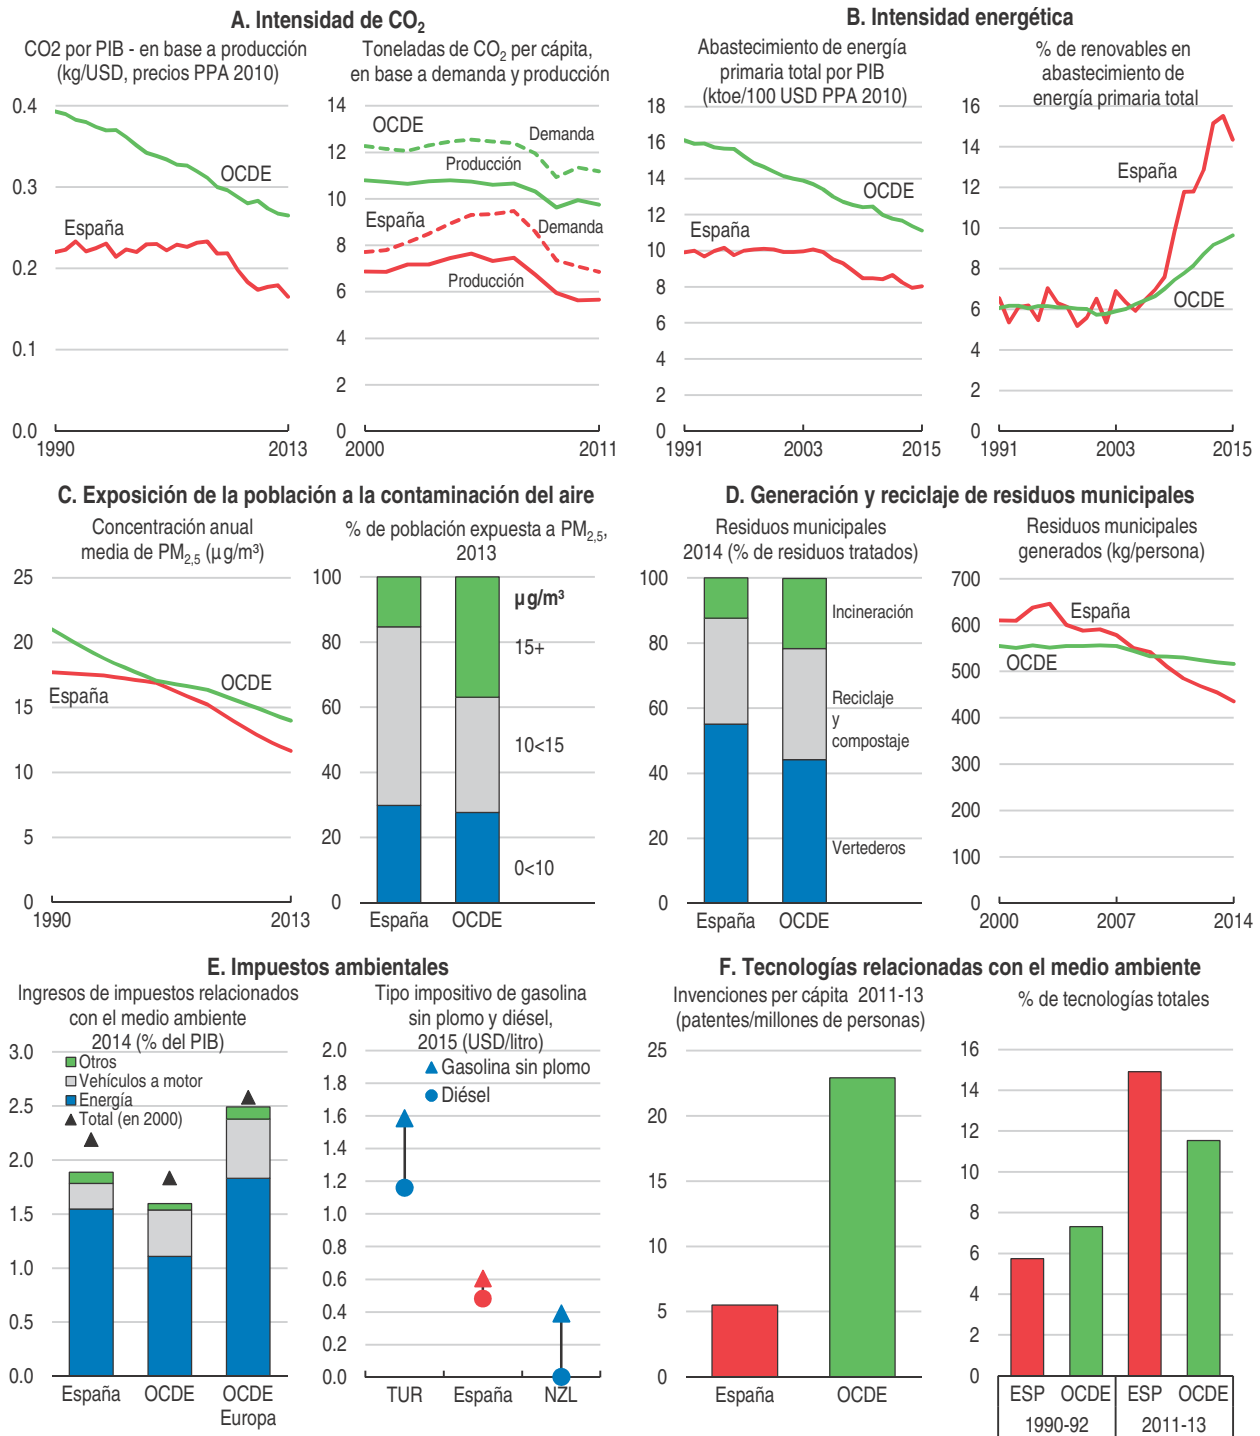 A. Intensidad de CO2
CO2 por PIB - en base a producción
(kg/USD, precios PPA 2010)
0.4
0.3
0.2
0.1
0.0
OCDE
España
1990
2013
Toneladas de CO2 per cápita,
en base a demanda y producción
14
12
10
8
6
4
2
0
OCDE
Demanda
Producción
España
Demanda
Producción
2000
2011
B. Intensidad energética
Abastecimiento de energía
primaria total por PIB
(ktoe/100 USD PPA 2010)
18
16
14
12
10
8
6
4
2
0
OCDE
España
1991
2003
2015
% de renovables en
abastecimiento de
energía primaria total
16
14
12
10
8
6
4
2
0
España
OCDE
1991
2003
2015
C. Exposición de la población a la contaminación del aire
Concentración anual
media de PM2,5 (µg/m³)
25
20
15
10
5
0
OCDE
España
1990
2013
% de población expuesta a PM2,5,
2013
100
80
60
40
20
0
µg/m³
15+
10<15
0<10
España
OCDE
D. Generación y reciclaje de residuos municipales
Residuos municipales
2014 (% de residuos tratados)
100
80
60
40
20
0
Incineración
Reciclaje
y
compostaje
Vertederos
España
OCDE
Residuos municipales
generados (kg/persona)
700
600
500
400
300
200
100
0
España
OCDE
2000
2007
2014
E. Impuestos ambientales
Ingresos de impuestos relacionados
con el medio ambiente
2014 (% del PIB)
3.0
2.5
2.0
1.5
1.0
0.5
0.0
Otros
Vehículos a motor
Energía
Total (en 2000)
España
OCDE
OCDE
Europa
Tipo impositivo de gasolina
sin plomo y diésel,
2015 (USD/litro)
2.0
1.8
1.6
1.4
1.2
1.0
0.8
0.6
0.4
0.2
0.0
Gasolina sin plomo
Diésel
TUR
España
NZL
F. Tecnologías relacionadas con el medio ambiente
Invenciones per cápita 2011-13
(patentes/millones de personas)
25
20
15
10
5
0
España
OCDE
% de tecnologías totales
16
14
12
10
8
6
4
2
0
ESP
OCDE
ESP
OCDE
1990-92
2011-13